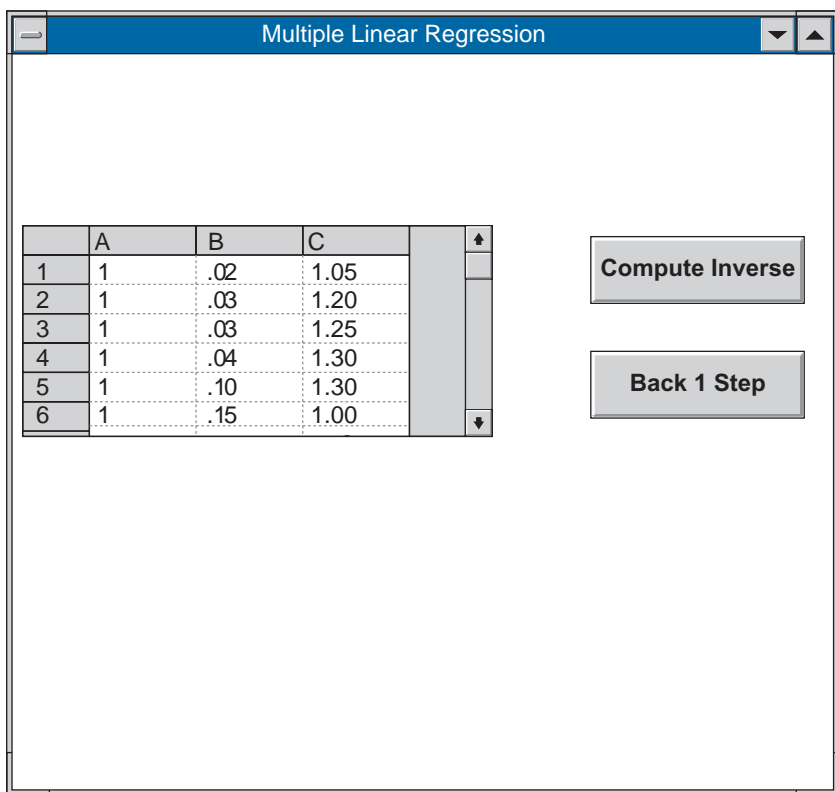 Multiple Linear Regression
A B C
1 1 .02 1.05
2 1 .03 1.20
3 1 .03 1.25
4 1 .04 1.30
5 1 .10 1.30
6 1 .15 1.00
Compute Inverse
Back 1 Step